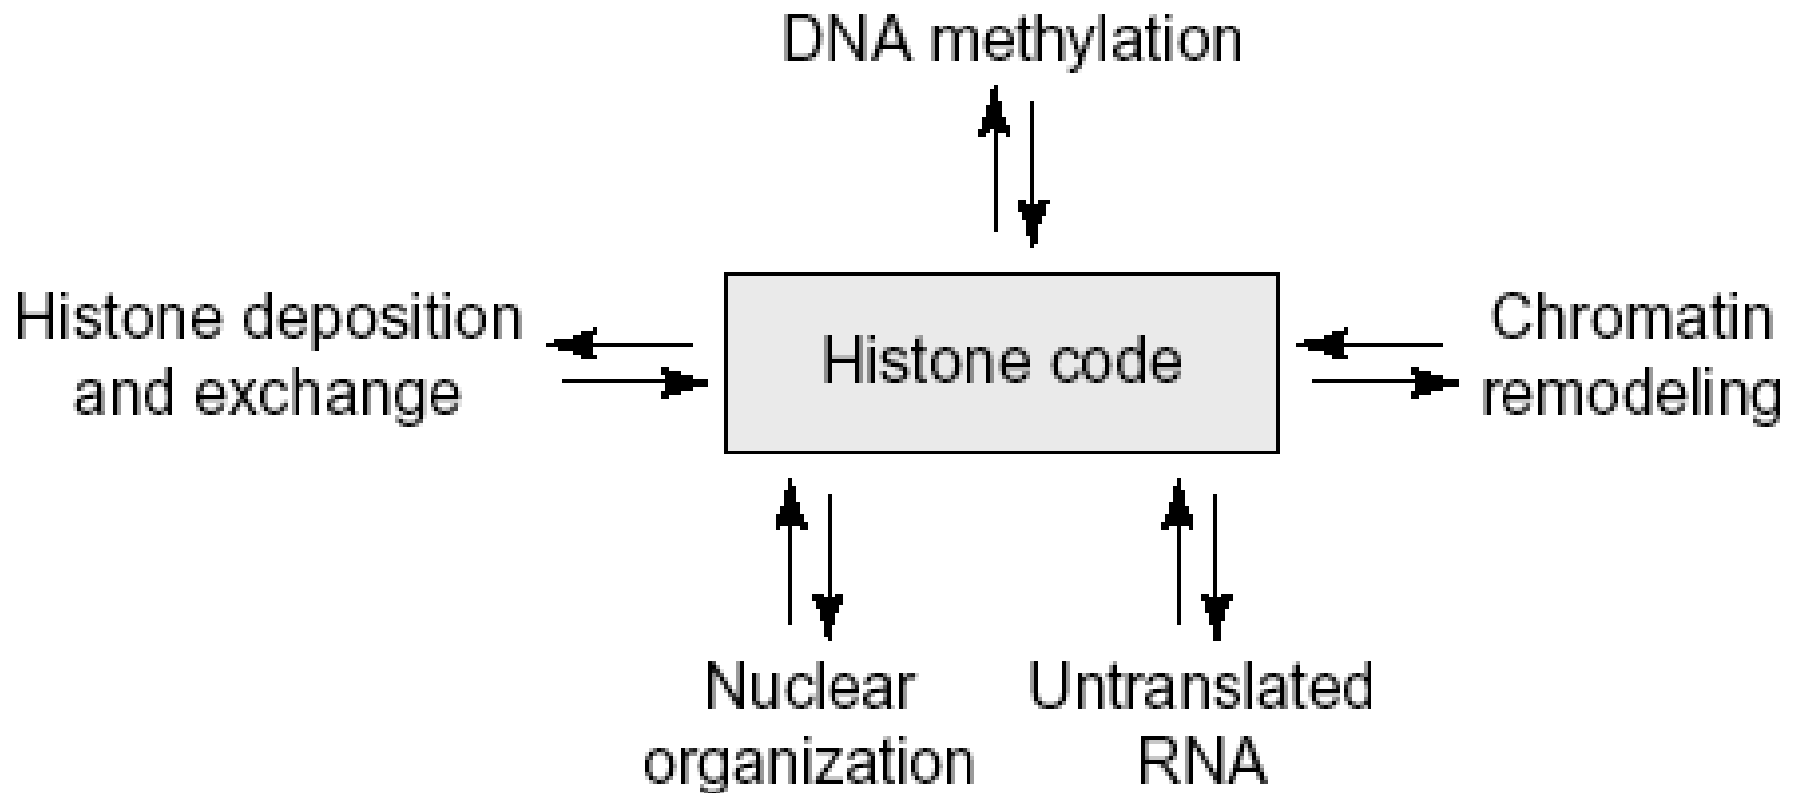 DNA methylation
Histone deposition
and exchange
Histone code
Chromatin
remodeling
Nuclear
organization
Untranslated
RNA